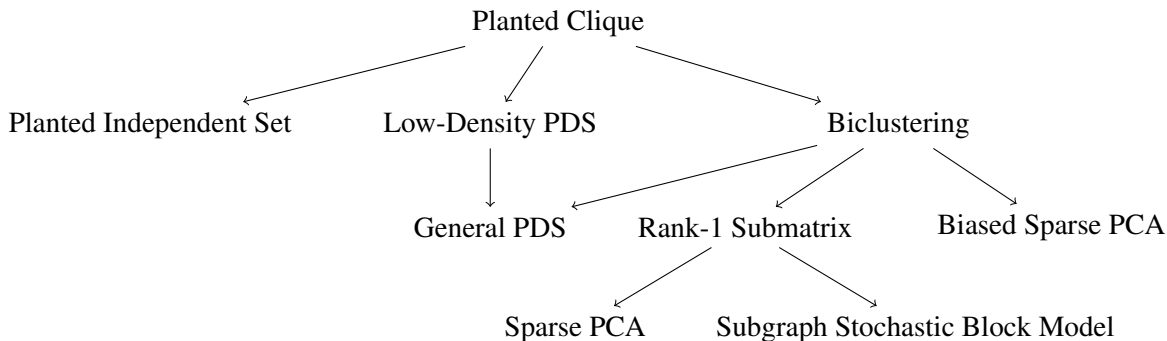 Planted Clique
Planted Independent Set
Low-Density PDS
Biclustering
General PDS
Rank-1 Submatrix
Biased Sparse PCA
Sparse PCA
Subgraph Stochastic Block Model